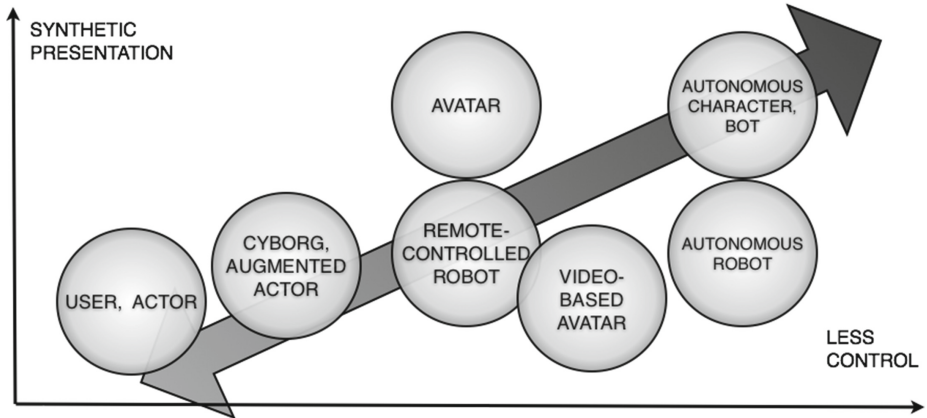 SYNTHETIC
PRESENTATION
AVATAR
AUTONOMOUS
CHARACTER,
BOT
USER, ACTOR
CYBORG,
AUGMENTED
ACTOR
REMOTE-
CONTROLLED
ROBOT
VIDEO-
BASED
AVATAR
AUTONOMOUS
ROBOT
LESS
CONTROL